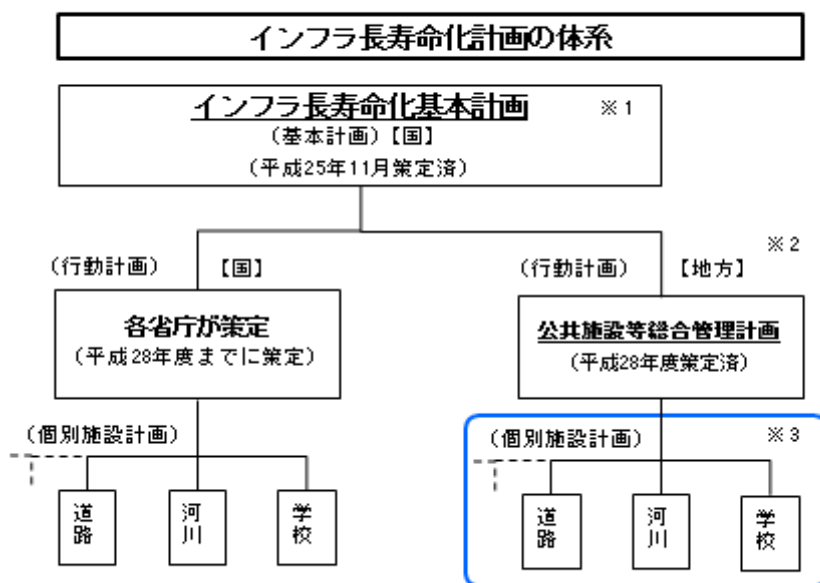 インフラ長寿命化計画の体系
インフラ長寿命化基本計画 ※1
(基本計画)【国】
(平成25年11月策定済)
※2
(行動計画) 【国】
(行動計画) 【地方】
各省庁が策定
(平成28年度までに策定)
公共施設等総合管理計画
(平成28年度策定済)
(個別施設計画)
道路
河川
学校
(個別施設計画) ※3
道路
河川
学校